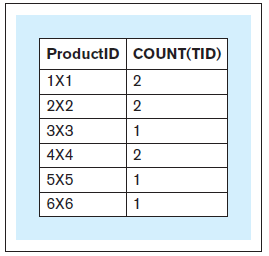 ProductID COUNT(TID)
1X1 2
2X2 2
3X3 1
4X4 2
5X5 1
6X6 1